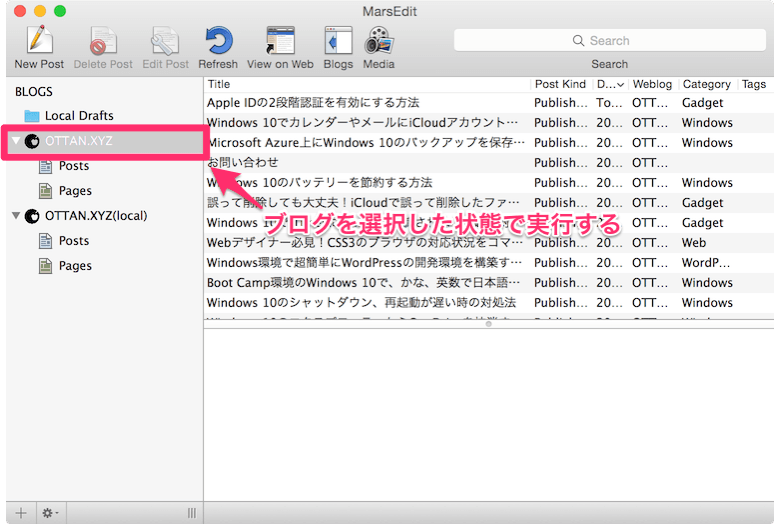 MarsEdit
New Post Delete Post Edit Post Refresh View on Web Blogs Media
Search
Search
BLOGS
Local Drafts
OTTAN.XYZ
Posts
Pages
OTTAN.XYZ(local)
Posts
Pages
Title Post Kind D... Weblog Category Tags
Apple IDの2段階認証を有効にする方法 Publish... To... OTT... Gadget
Windows 10でカレンダーやメールにiCloudアカウント… Publish... 20... OTT... Windows
Microsoft Azure上にWindows 10のバックアップを保存… Publish... 20... OTT... Windows
お問い合わせ Publish... 20... OTT...
Windows 10のバッテリーを節約する方法 Publish... 20... OTT... Windows
誤って削除しても大丈夫!iCloudで誤って削除したファ… Publish... 20... OTT... Gadget
ブログを選択した状態で実行する
Windows 10 Publish... 20... OTT... Windows
Webデザイナー必見!CSS3のブラウザの対応状況をコマ… Publish... 20... OTT... Web
Windows環境で超簡単にWordPressの開発環境を構築す… Publish... 20... OTT... WordP...
Boot Camp環境のWindows 10で、かな、英数で日本語… Publish... 20... OTT... Windows
Windows 10のシャットダウン、再起動が遅い時の対処法 Publish... 20... OTT... Windows